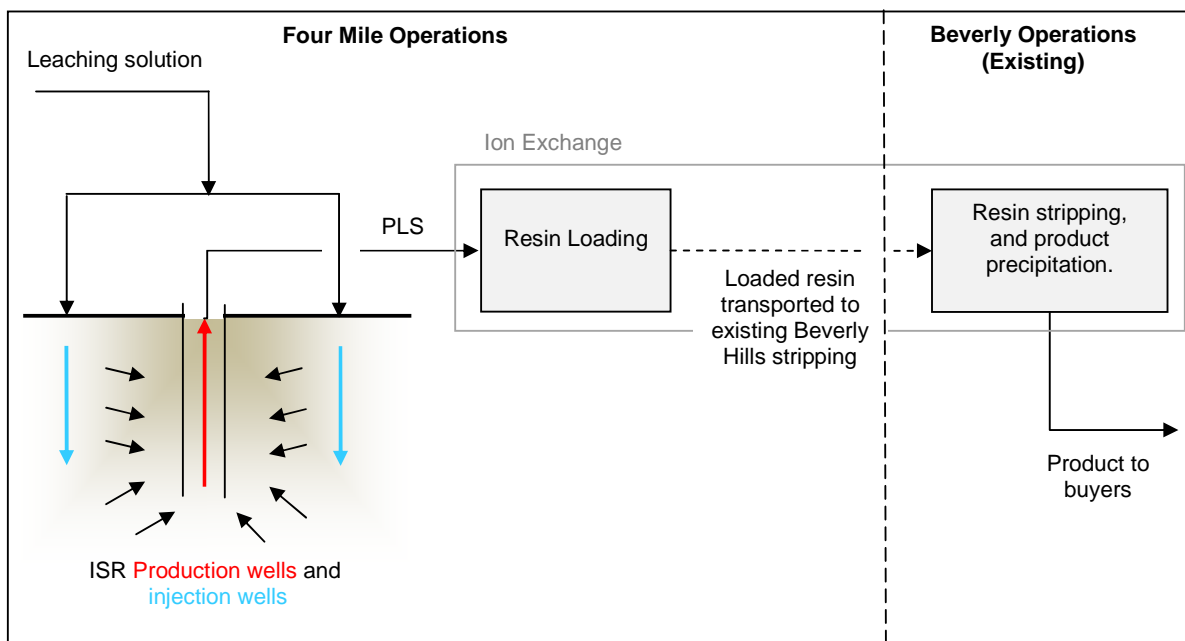 Four Mile Operations
Beverly Operations
(Existing)
Leaching solution
Ion Exchange
PLS
Resin Loading
Resin stripping,
and product
precipitation.
Loaded resin
transported to
existing Beverly
Hills stripping
Product to
buyers
ISR Production wells and
injection wells